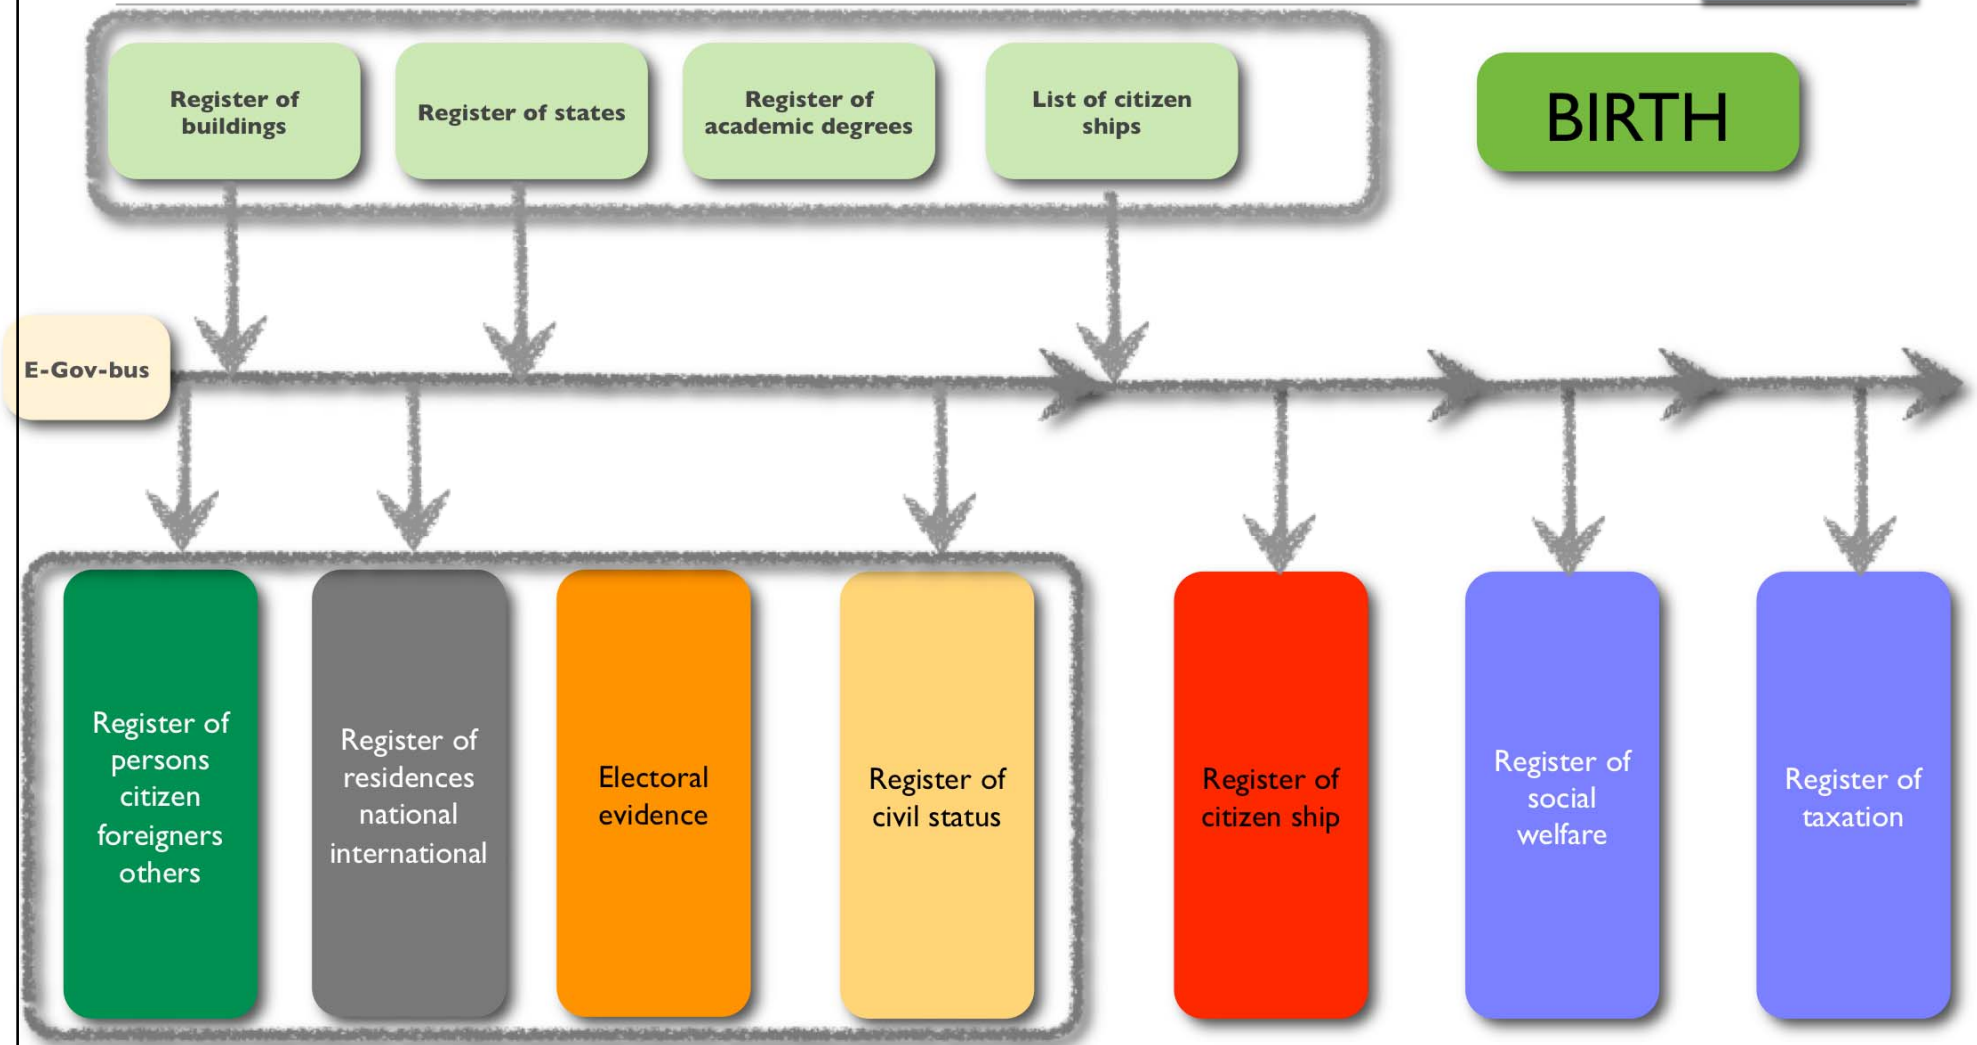 Register of
buildings
Register of states
Register of
academic degrees
List of citizen
ships
BIRTH
E-Gov-bus
Register of
persons
citizen
foreigners
others
Register of
residences
national
international
Electoral
evidence
Register of
civil status
Register of
citizen ship
Register of
social
welfare
Register of
taxation